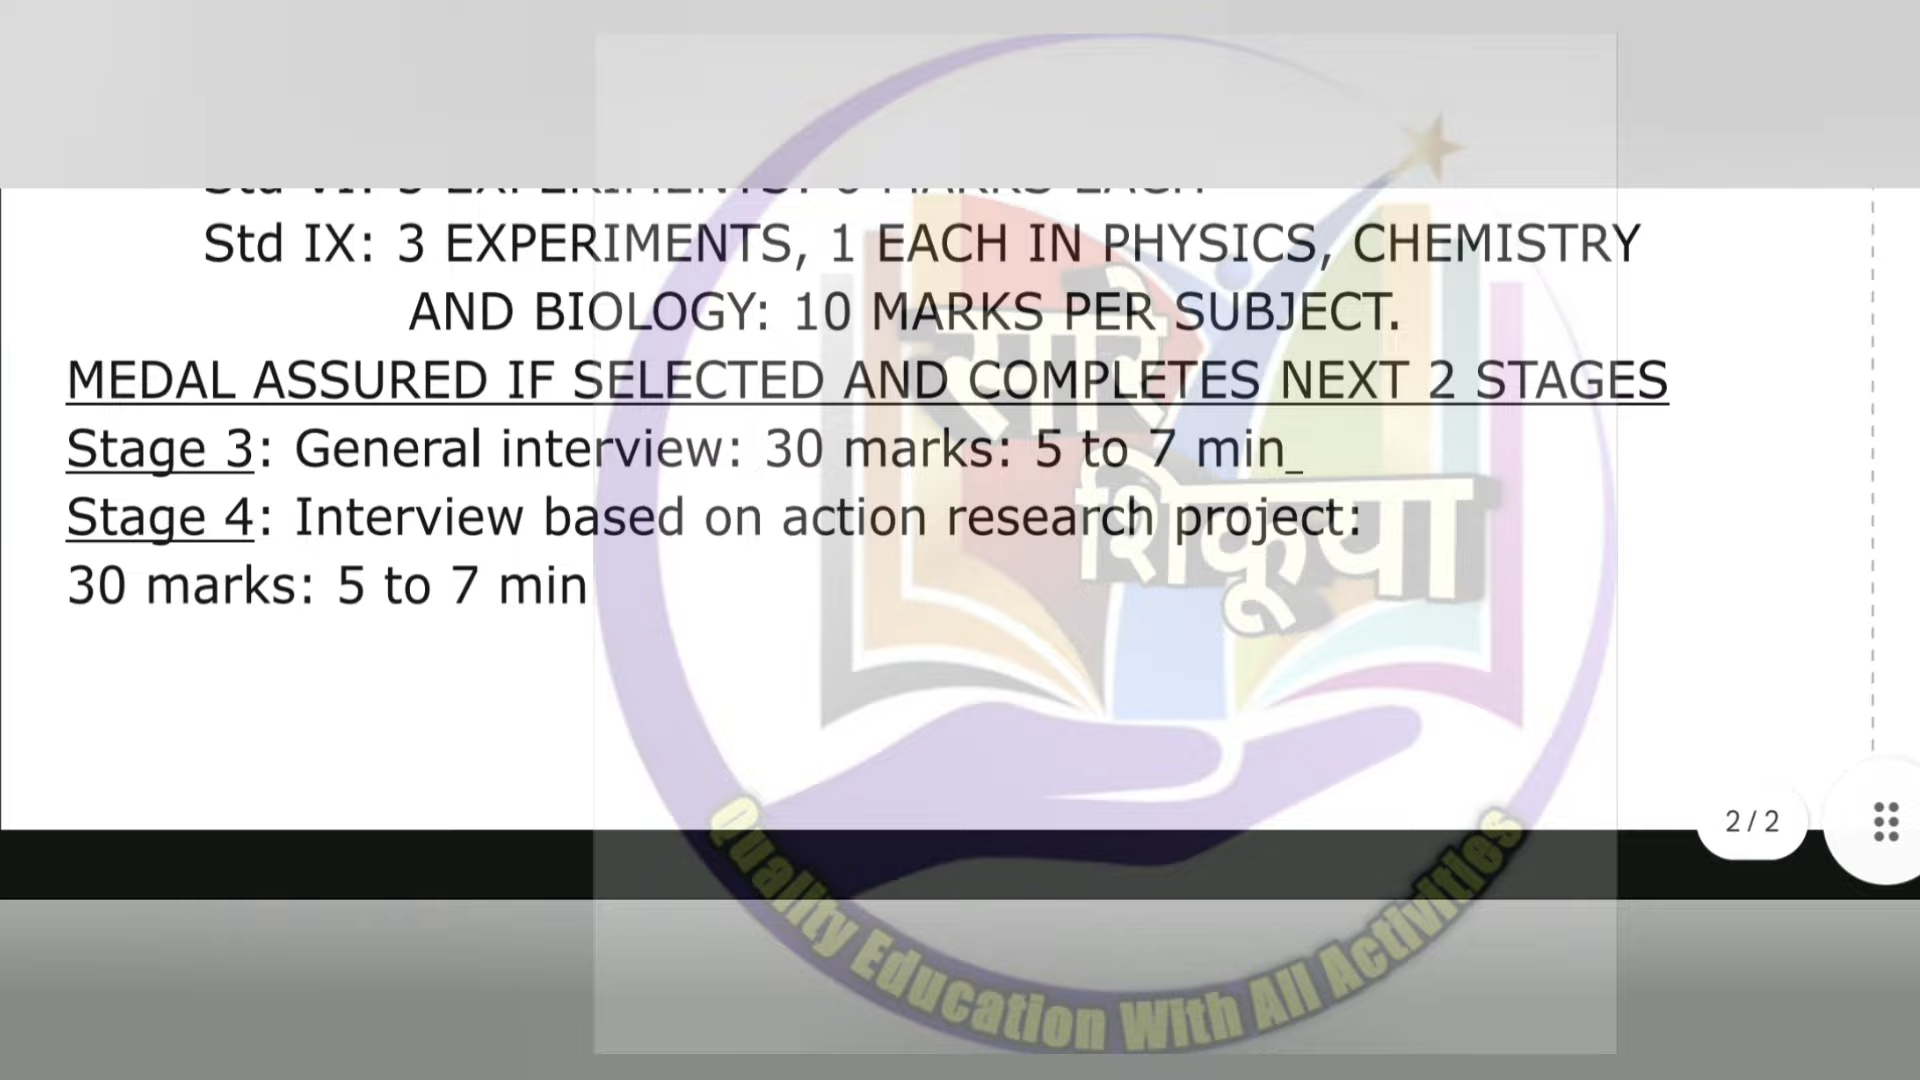 Std IX: 3 EXPERIMENTS, 1 EACH IN PHYSICS, CHEMISTRY
AND BIOLOGY: 10 MARKS PER SUBJECT.
MEDAL ASSURED IF SELECTED AND COMPLETES NEXT 2 STAGES
Stage 3: General interview: 30 marks: 5 to 7 min_
Stage 4: Interview based on action research project:
30 marks: 5 to 7 min
सारे
शिकूया
2 / 2
Quality Education With All Activities